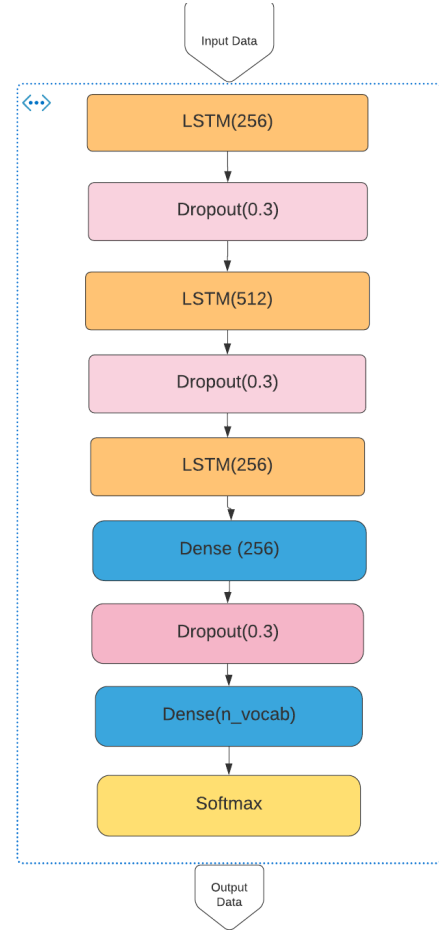 Input Data
LSTM(256)
Dropout(0.3)
LSTM(512)
Dropout(0.3)
LSTM(256)
Dense (256)
Dropout(0.3)
Dense(n_vocab)
Softmax
Output
Data